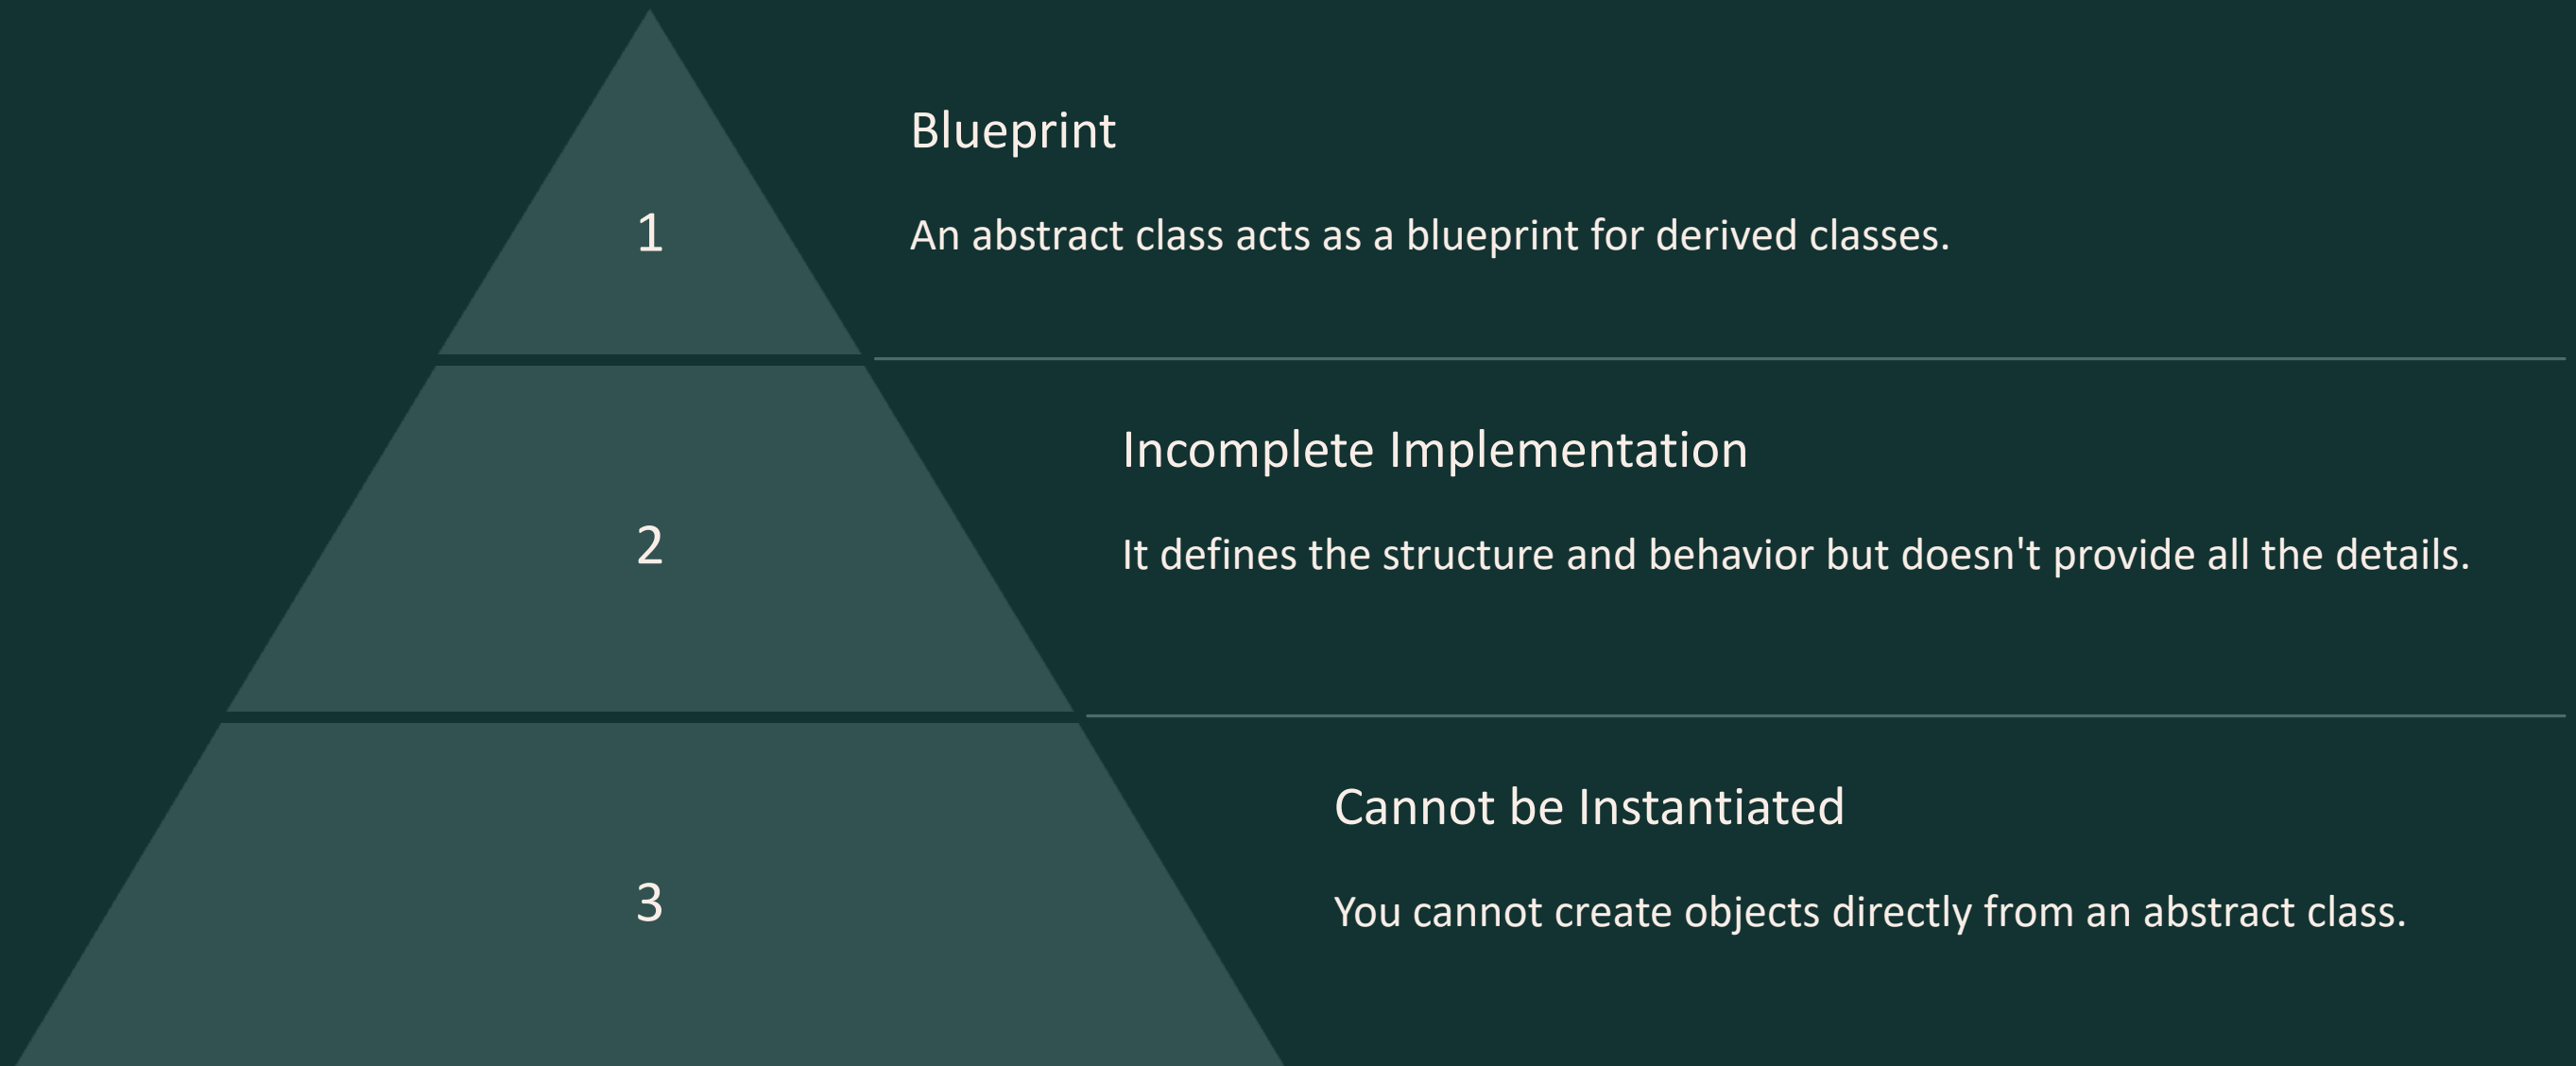 1
Blueprint
An abstract class acts as a blueprint for derived classes.
2
Incomplete Implementation
It defines the structure and behavior but doesn't provide all the details.
3
Cannot be Instantiated
You cannot create objects directly from an abstract class.